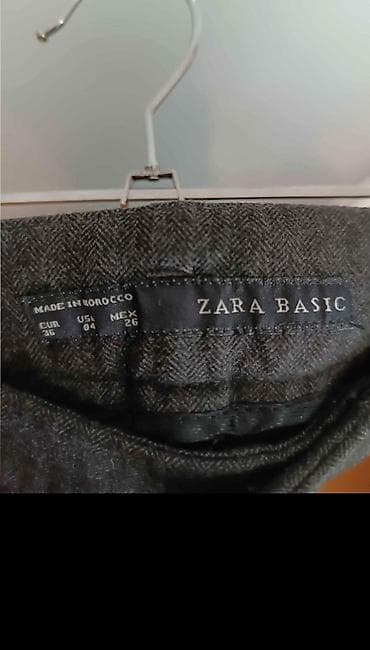 MADE IN MOROCCO
EUR USA MEX
36 04 26
ZARA BASIC